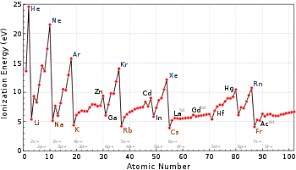 Ionization Energy (eV)
25
20
15
10
5
0
He
Ne
Ar
Kr
Xe
Rn
Zn
Cd
Hg
Li
Na
K
Ga
Rb
In
Cs
La
Gd
Hf
Fr
Ac
0 10 20 30 40 50 60 70 80 90 100
Atomic Number